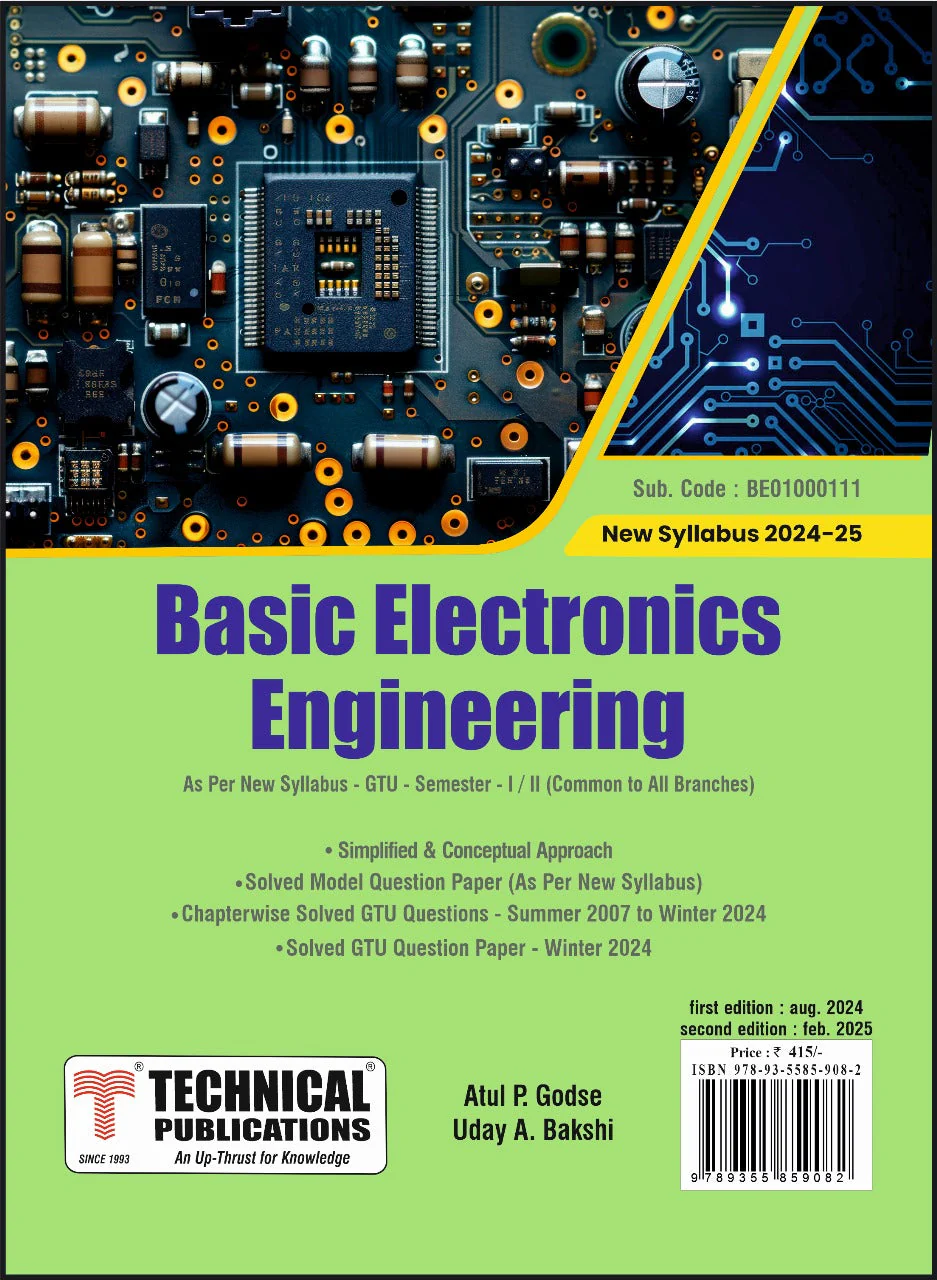 Sub. Code : BE01000111
New Syllabus 2024-25
Basic Electronics
Engineering
As Per New Syllabus - GTU - Semester - I / II (Common to All Branches)
• Simplified & Conceptual Approach
• Solved Model Question Paper (As Per New Syllabus)
• Chapterwise Solved GTU Questions - Summer 2007 to Winter 2024
• Solved GTU Question Paper - Winter 2024
first edition : aug. 2024
second edition : feb. 2025
Price : ₹ 415/-
ISBN 978-93-5585-908-2
9 789355 859082
® ®
TECHNICAL
PUBLICATIONS
SINCE 1993 An Up-Thrust for Knowledge
Atul P. Godse
Uday A. Bakshi